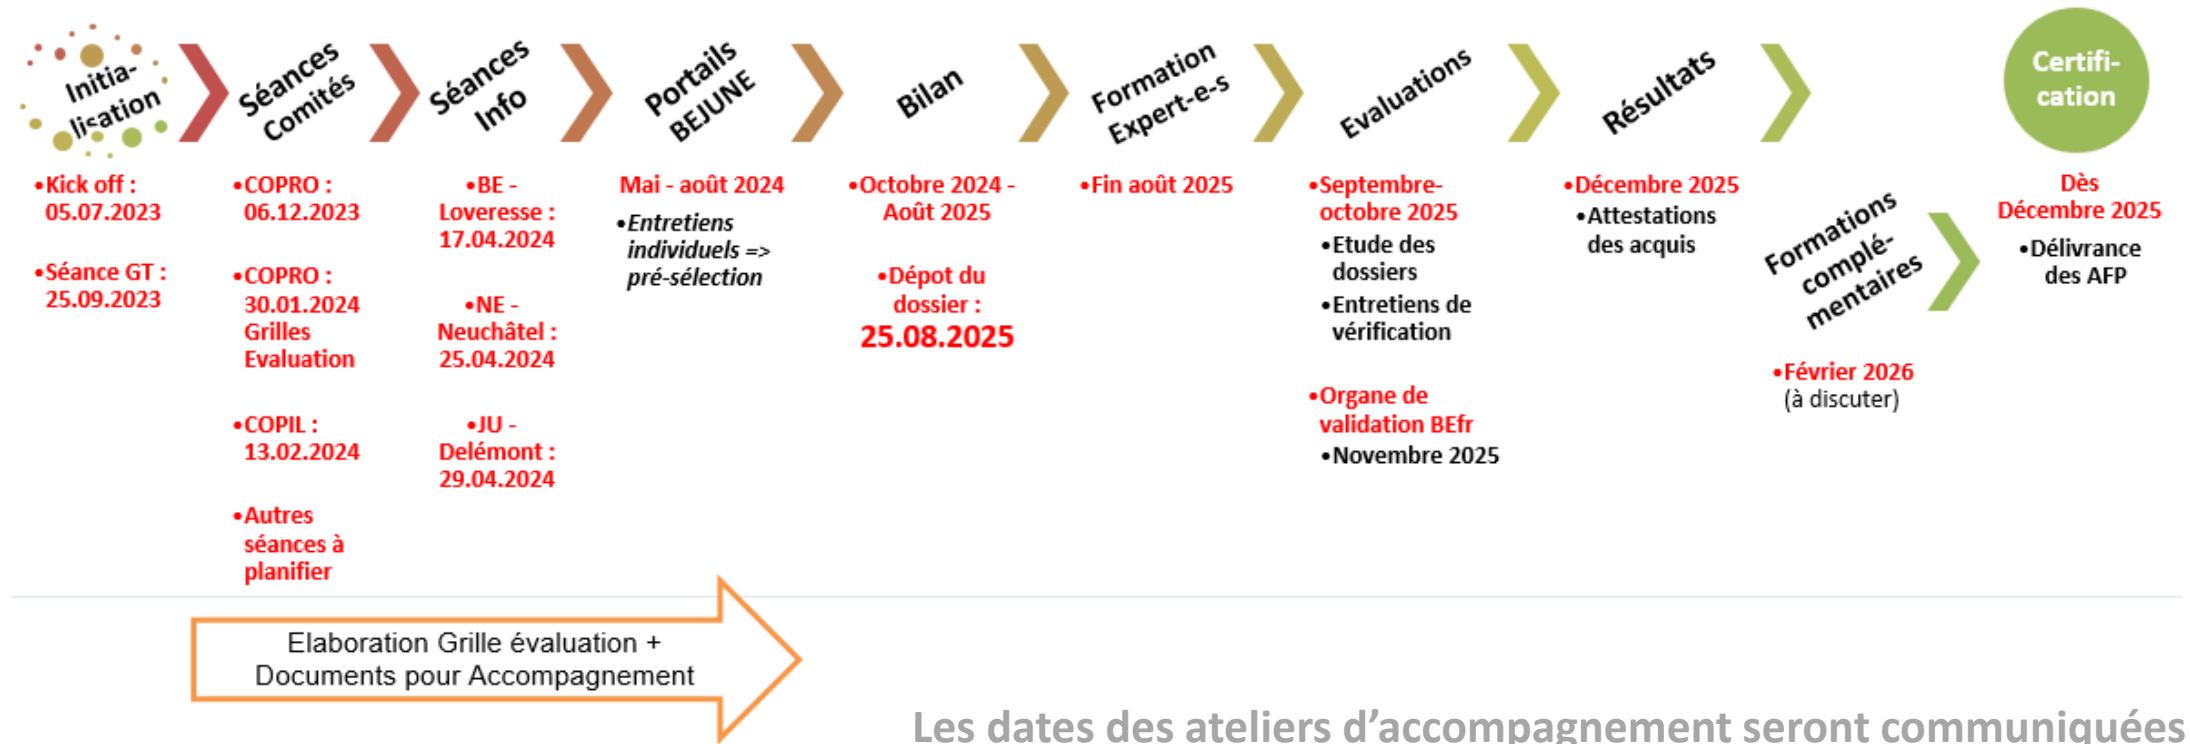 Initia-
lisation
Séances
Comités
Séances
Info
Portails
BEJUNE
Bilan
Formation
Expert-e-s
Evaluations
Résultats
Certifi-
cation
•Kick off :
05.07.2023
•Séance GT :
25.09.2023
•COPRO :
06.12.2023
•COPRO :
30.01.2024
Grilles
Evaluation
•COPIL :
13.02.2024
•Autres
séances à
planifier
•BE -
Loveresse :
17.04.2024
•NE -
Neuchâtel :
25.04.2024
•JU -
Delémont :
29.04.2024
Mai - août 2024
•Entretiens
individuels =>
pré-sélection
•Octobre 2024 -
Août 2025
•Dépot du
dossier :
25.08.2025
•Fin août 2025
•Septembre-
octobre 2025
•Etude des
dossiers
•Entretiens de
vérification
•Organe de
validation BEfr
•Novembre 2025
•Décembre 2025
•Attestations
des acquis
Formations
complé-
mentaires
•Février 2026
(à discuter)
Dès
Décembre 2025
•Délivrance
des AFP
Elaboration Grille évaluation +
Documents pour Accompagnement
Les dates des ateliers d’accompagnement seront communiquées